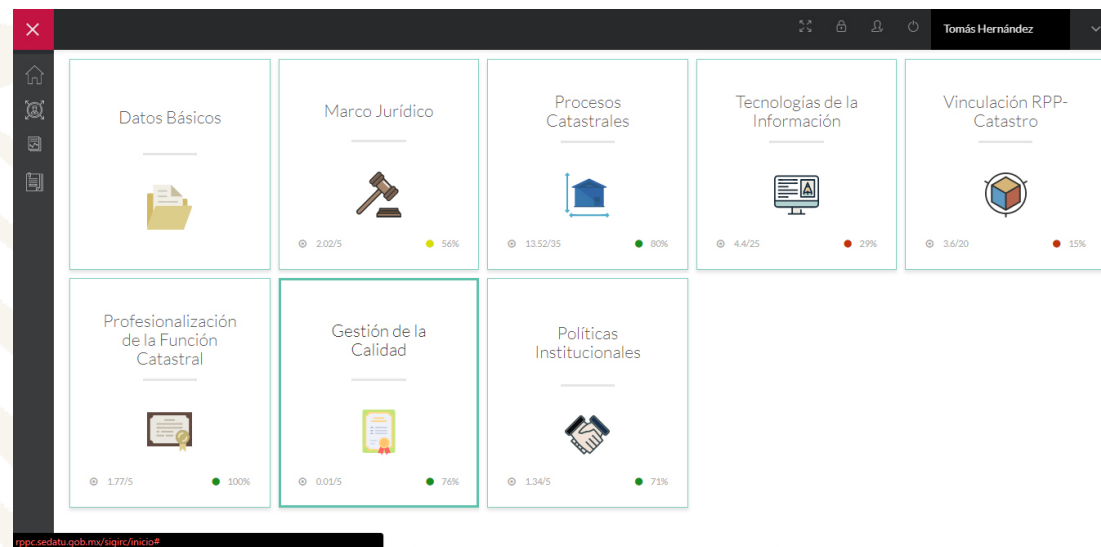 Tomás Hernández
Datos Básicos
Marco Jurídico
2.02/5 56%
Procesos
Catastrales
13.52/35 80%
Tecnologías de la
Información
4.4/25 29%
Vinculación RPP-
Catastro
3.6/20 15%
Profesionalización
de la Función
Catastral
1.77/5 100%
Gestión de la
Calidad
0.01/5 76%
Políticas
Institucionales
1.34/5 71%
rppc.sedatu.gob.mx/sigirc/inicio#